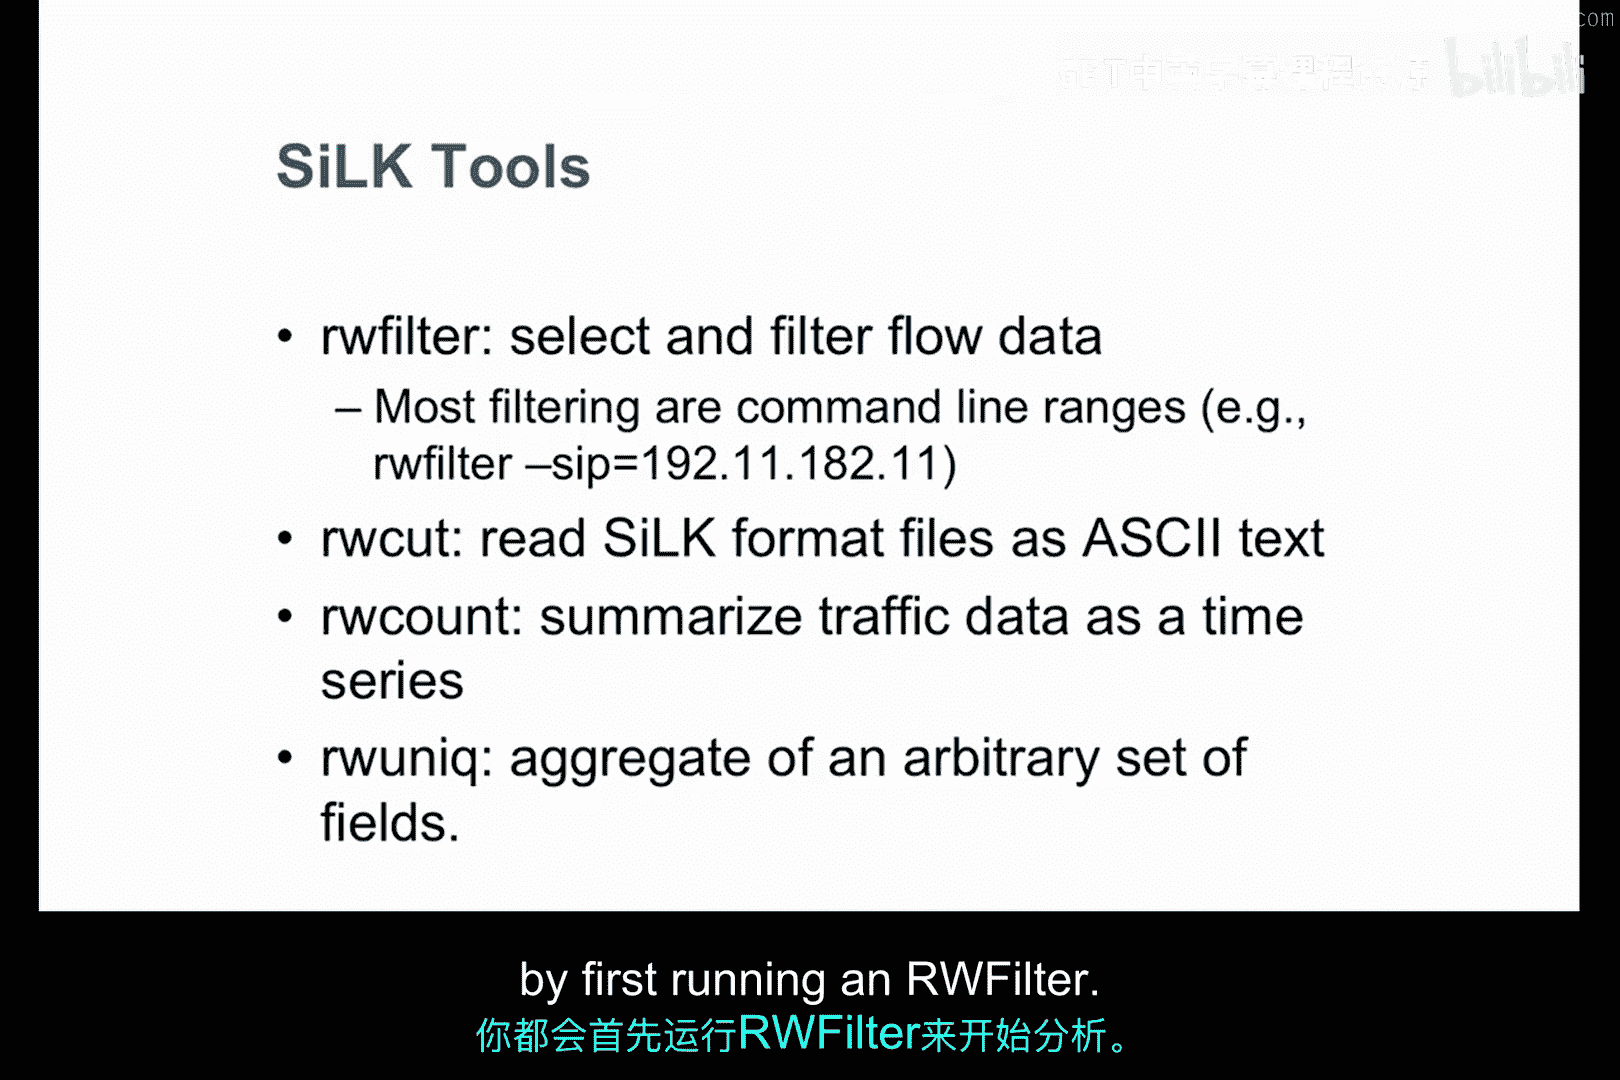 com
bilibili
SiLK Tools
• rwfilter: select and filter flow data
– Most filtering are command line ranges (e.g.,
rwfilter –sip=192.11.182.11)
• rwcut: read SiLK format files as ASCII text
• rwcount: summarize traffic data as a time
series
• rwuniq: aggregate of an arbitrary set of
fields.
by first running an RWFilter.
你都会首先运行RWFilter来开始分析。